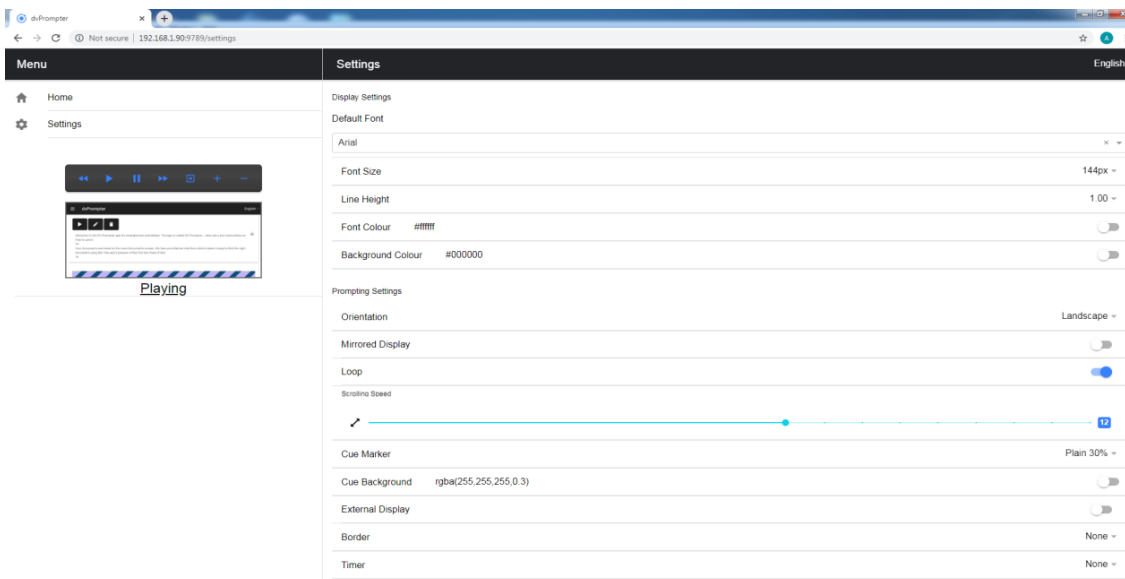 dvPrompter
Not secure | 192.168.1.90:9789/settings
A
Menu
Settings
English
Home
Settings
dvPrompter
English
Playing
Display Settings
Default Font
Arial
Font Size 144px
Line Height 1.00
Font Colour #ffffff
Background Colour #000000
Prompting Settings
Orientation Landscape
Mirrored Display
Loop
Scrolling Speed
12
Cue Marker Plain 30%
Cue Background rgba(255,255,255,0.3)
External Display
Border None
Timer None